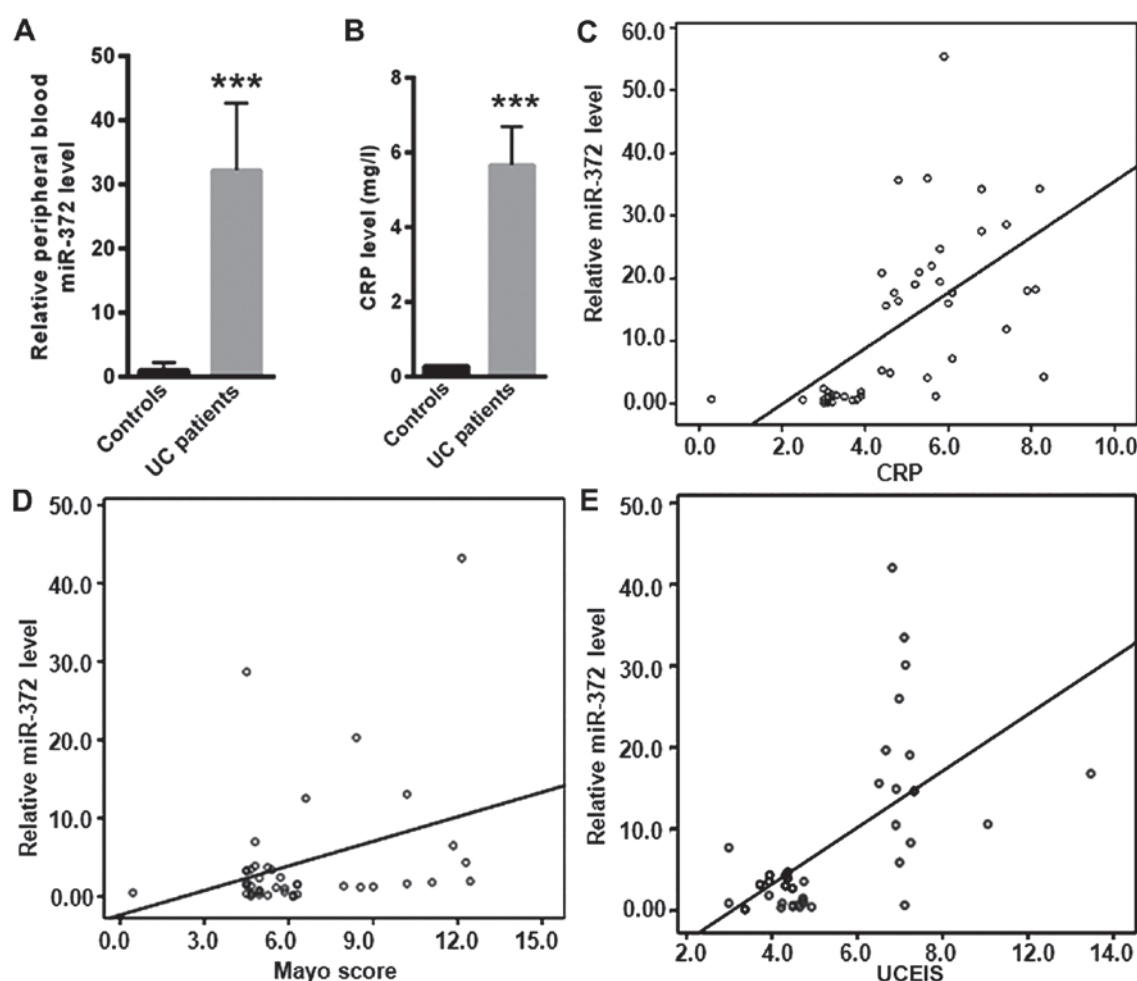 A
Relative peripheral blood
miR-372 level
50
40
30
20
10
0
***
Controls
UC patients
B
CRP level (mg/l)
8
6
4
2
0
***
Controls
UC patients
C
Relative miR-372 level
60.0
50.0
40.0
30.0
20.0
10.0
0.00
0.0 2.0 4.0 6.0 8.0 10.0
CRP
D
Relative miR-372 level
50.0
40.0
30.0
20.0
10.0
0.00
0.0 3.0 6.0 9.0 12.0 15.0
Mayo score
E
Relative miR-372 level
50.0
40.0
30.0
20.0
10.0
0.00
2.0 4.0 6.0 8.0 12.0 14.0
UCEIS